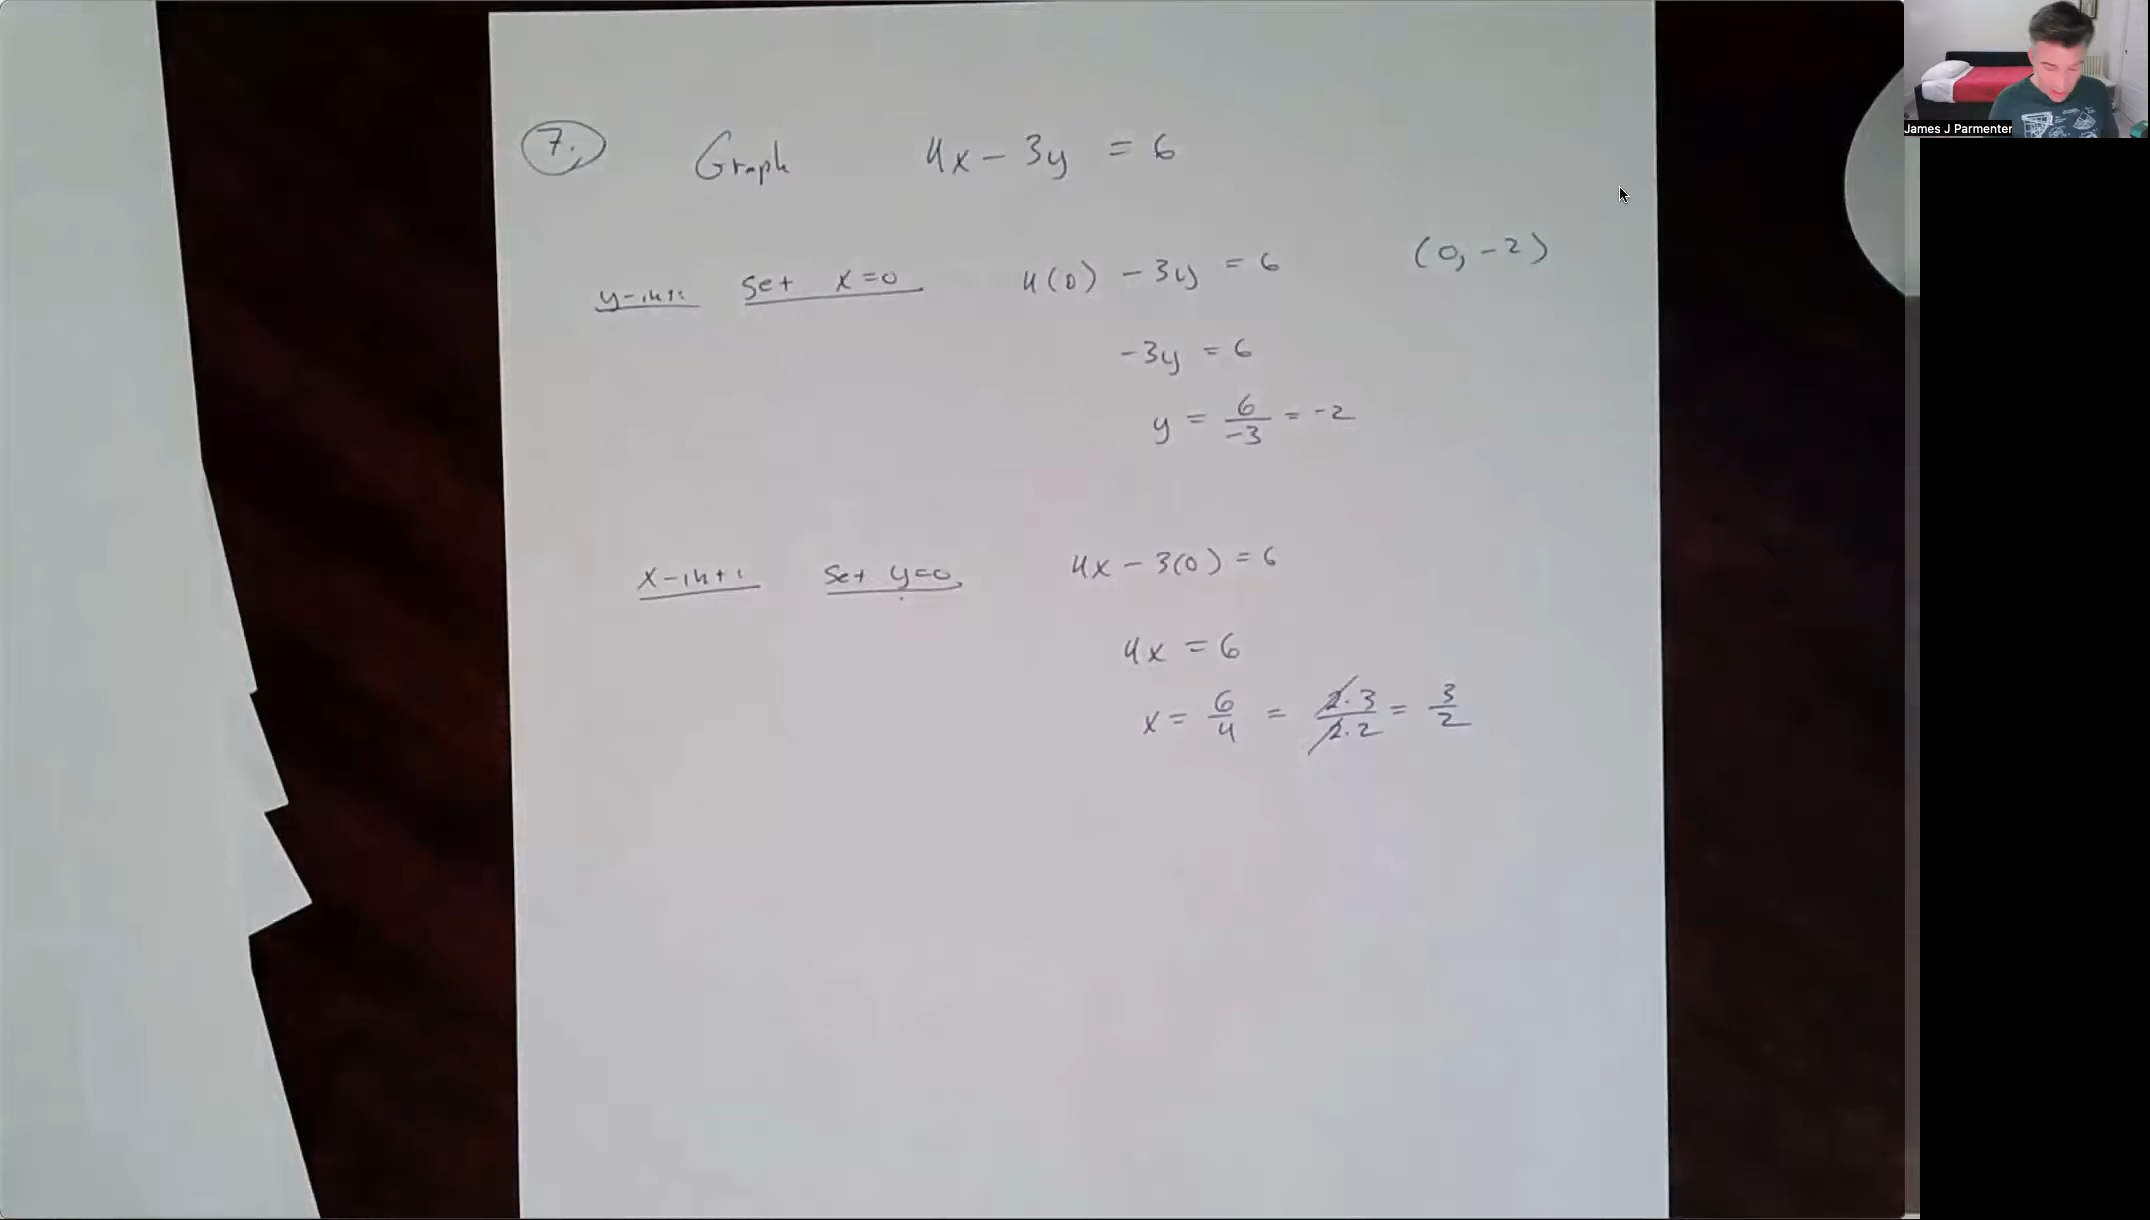 7. Graph 4x - 3y = 6
y-int: Set x=0 4(0) - 3y = 6 (0, -2)
-3y = 6
y = 6/-3 = -2
x-int: Set y=0 4x - 3(0) = 6
4x = 6
x = 6/4 = 2·3/2·2 = 3/2
James J Parmenter